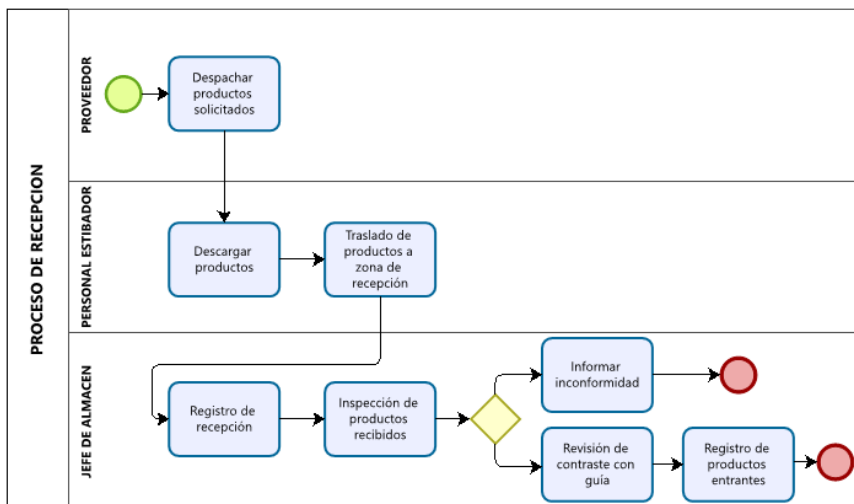 PROCESO DE RECEPCION
PROVEEDOR
Despachar
productos
solicitados
PERSONAL ESTIBADOR
Descargar
productos
Traslado de
productos a
zona de
recepción
JEFE DE ALMACEN
Registro de
recepción
Inspección de
productos
recibidos
Informar
inconformidad
Revisión de
contraste con
guía
Registro de
productos
entrantes